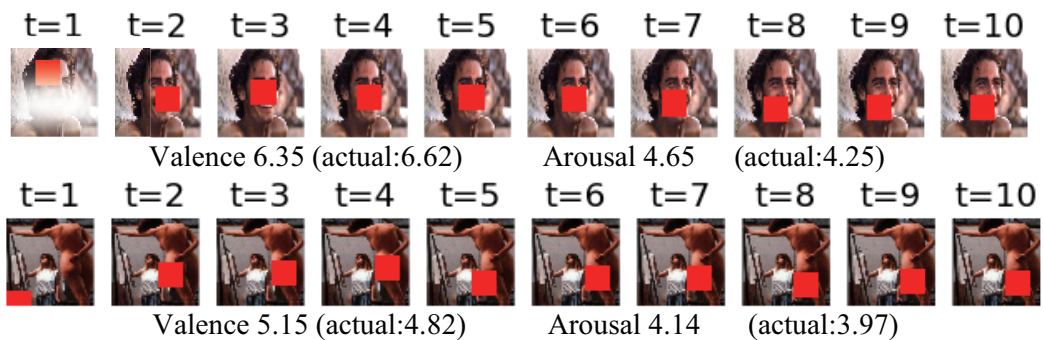 t=1 t=2 t=3 t=4 t=5 t=6 t=7 t=8 t=9 t=10
Valence 6.35 (actual:6.62) Arousal 4.65 (actual:4.25)
t=1 t=2 t=3 t=4 t=5 t=6 t=7 t=8 t=9 t=10
Valence 5.15 (actual:4.82) Arousal 4.14 (actual:3.97)